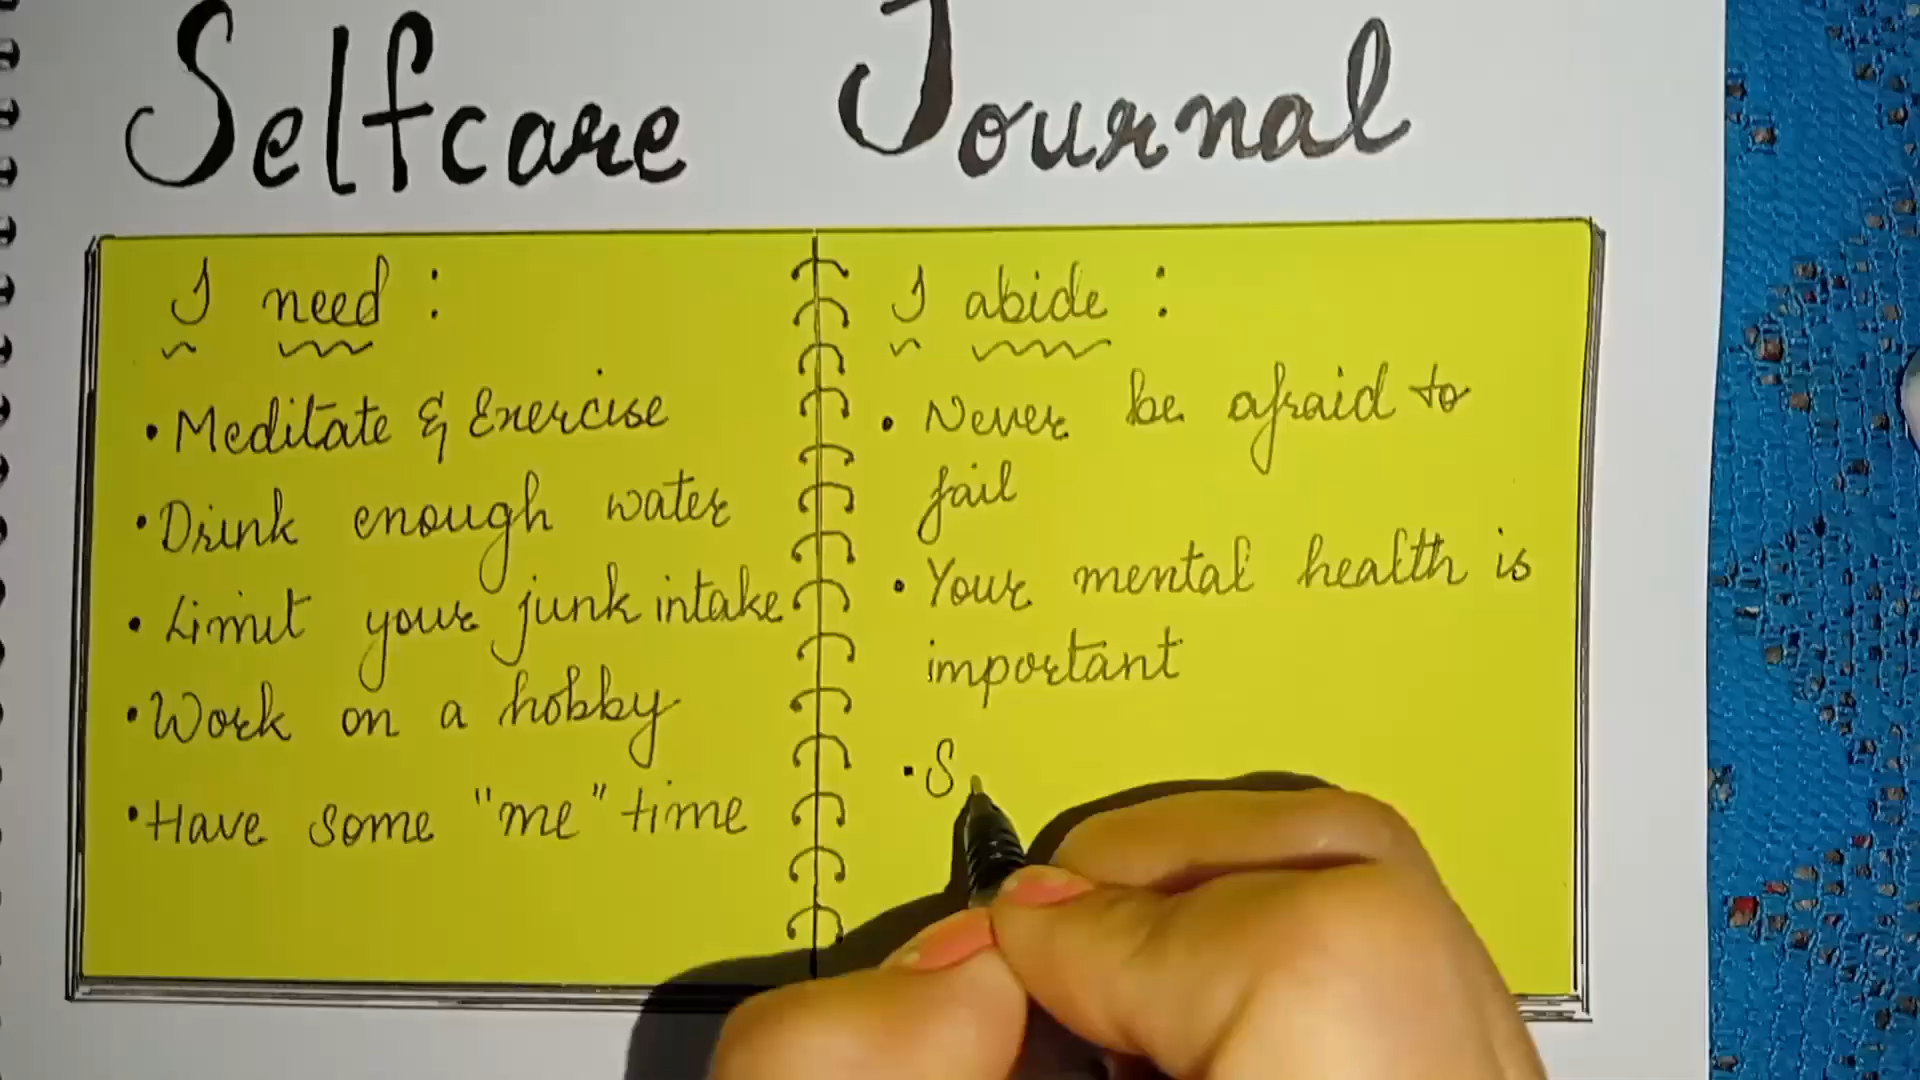 Selfcare Journal
I need :
• Meditate & Exercise
• Drink enough water
• Limit your junk intake
• Work on a hobby
• Have some "me" time
I abide :
• Never be afraid to
fail
• Your mental health is
important
• S